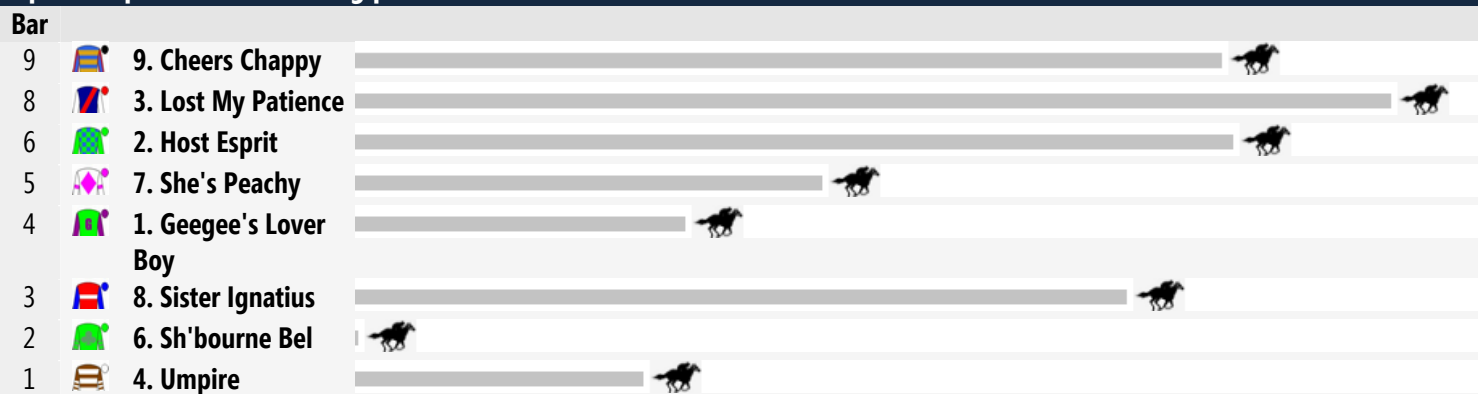 Bar
9 9. Cheers Chappy
8 3. Lost My Patience
6 2. Host Esprit
5 7. She's Peachy
4 1. Geegee's Lover
Boy
3 8. Sister Ignatius
2 6. Sh'bourne Bel
1 4. Umpire